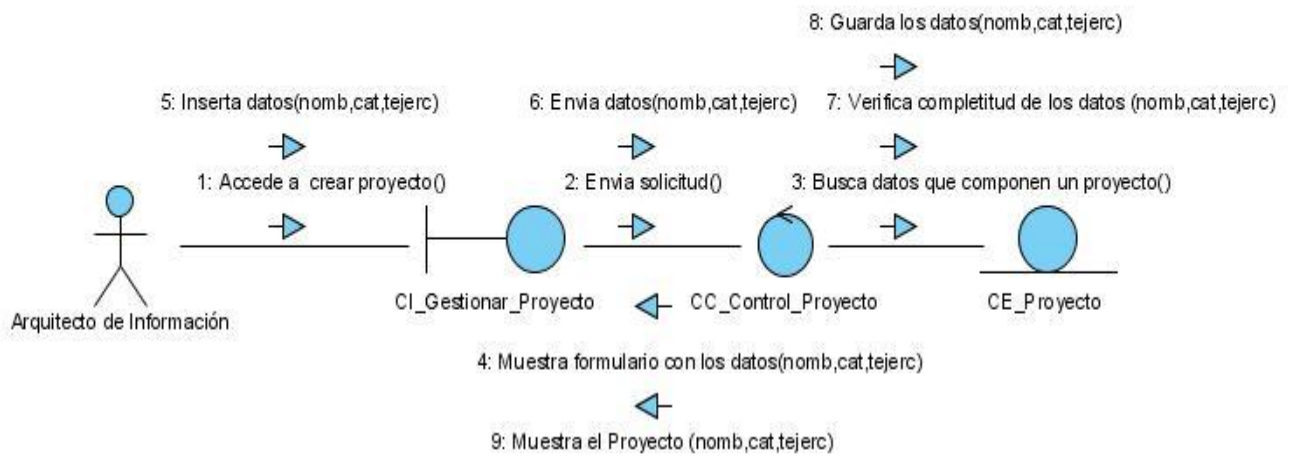 8: Guarda los datos(nomb,cat,tejerc)
5: Inserta datos(nomb,cat,tejerc)
6: Envia datos(nomb,cat,tejerc)
7: Verifica completitud de los datos (nomb,cat,tejerc)
1: Accede a crear proyecto()
2: Envia solicitud()
3: Busca datos que componen un proyecto()
CI_Gestionar_Proyecto
CC_Control_Proyecto
CE_Proyecto
Arquitecto de Información
4: Muestra formulario con los datos(nomb,cat,tejerc)
9: Muestra el Proyecto (nomb,cat,tejerc)